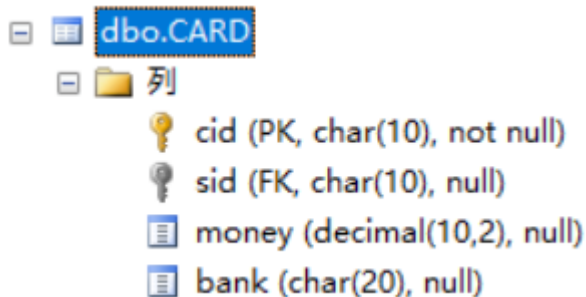 dbo.CARD
列
cid (PK, char(10), not null)
sid (FK, char(10), null)
money (decimal(10,2), null)
bank (char(20), null)